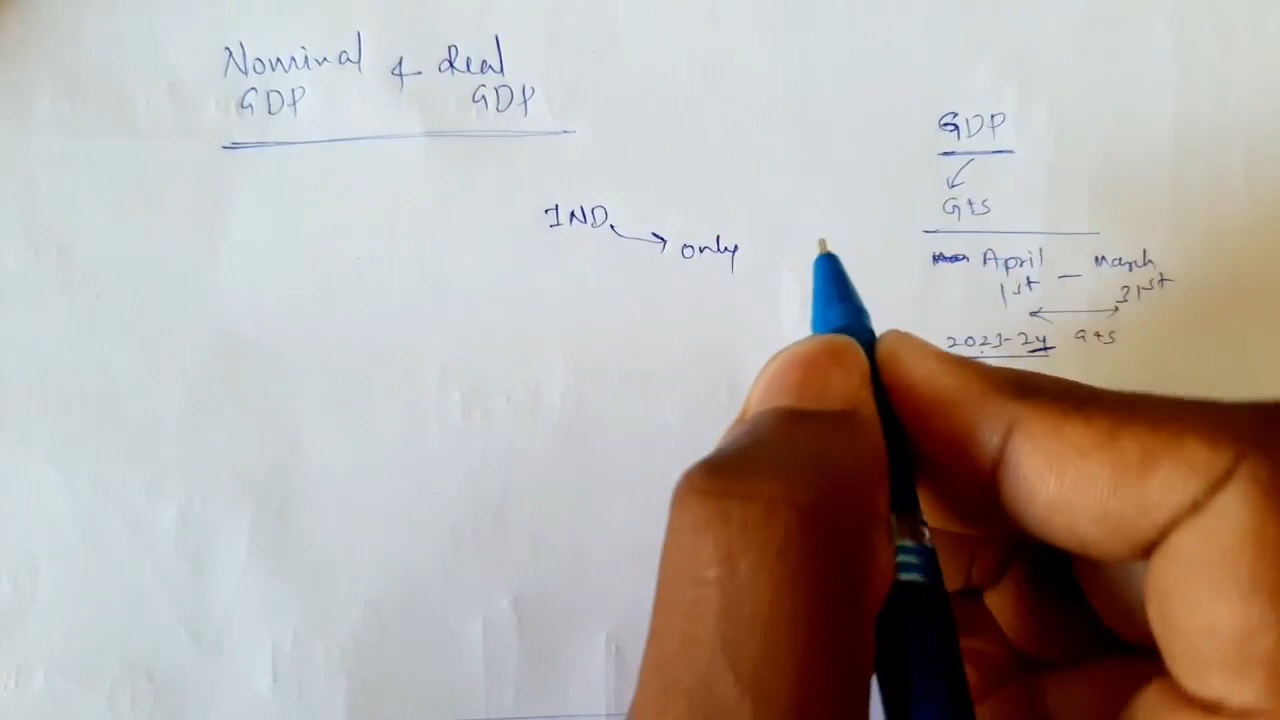 Nominal & Real
GDP GDP
GDP
G+S
IND only
April - March
1st 31st
2023-24 G+S